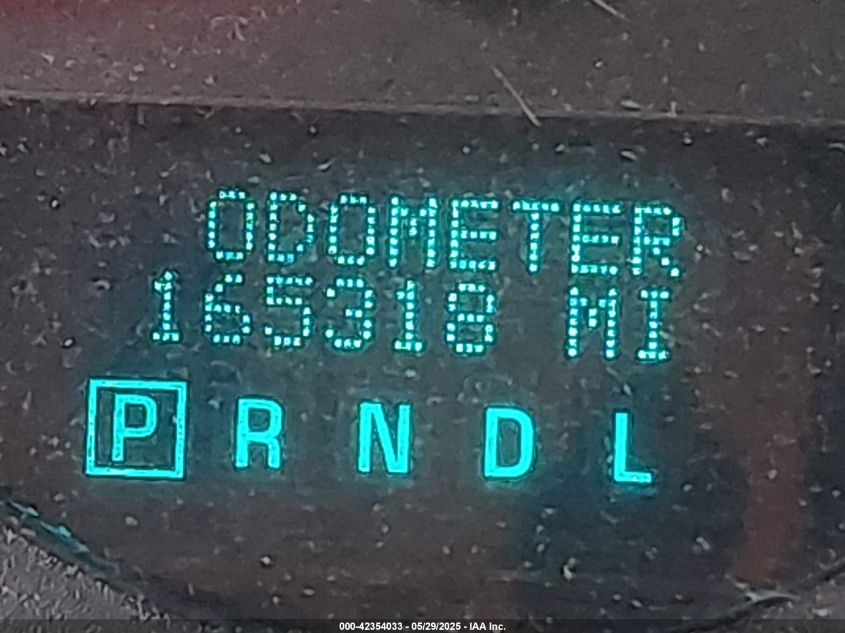 ODOMETER
165318 MI
P R N D L
000-42354033 - 05/29/2025 - IAA Inc.